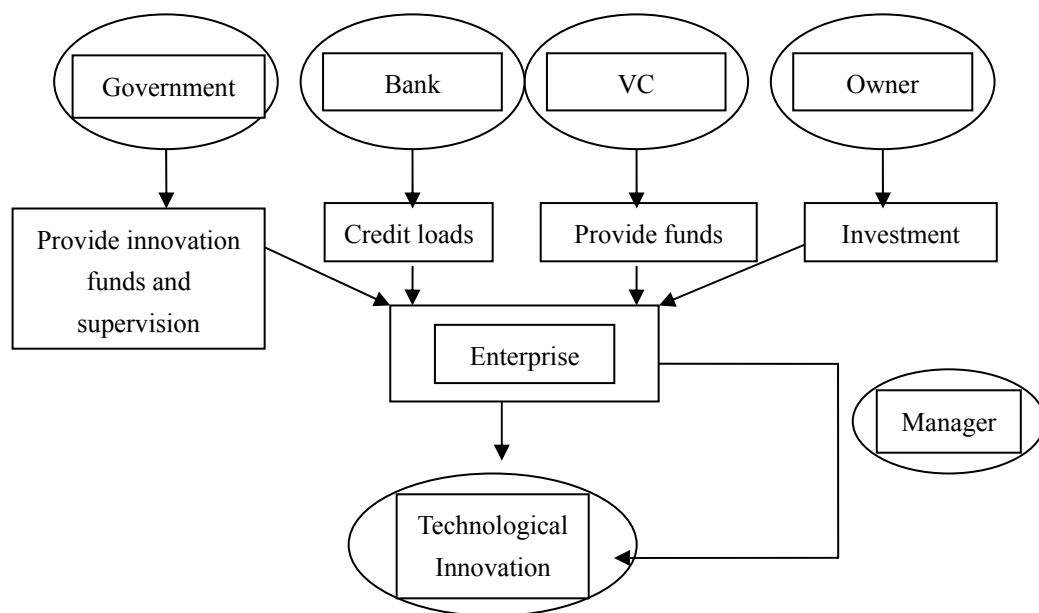 Government
Bank
VC
Owner
Provide innovation
funds and
supervision
Credit loads
Provide funds
Investment
Enterprise
Manager
Technological
Innovation